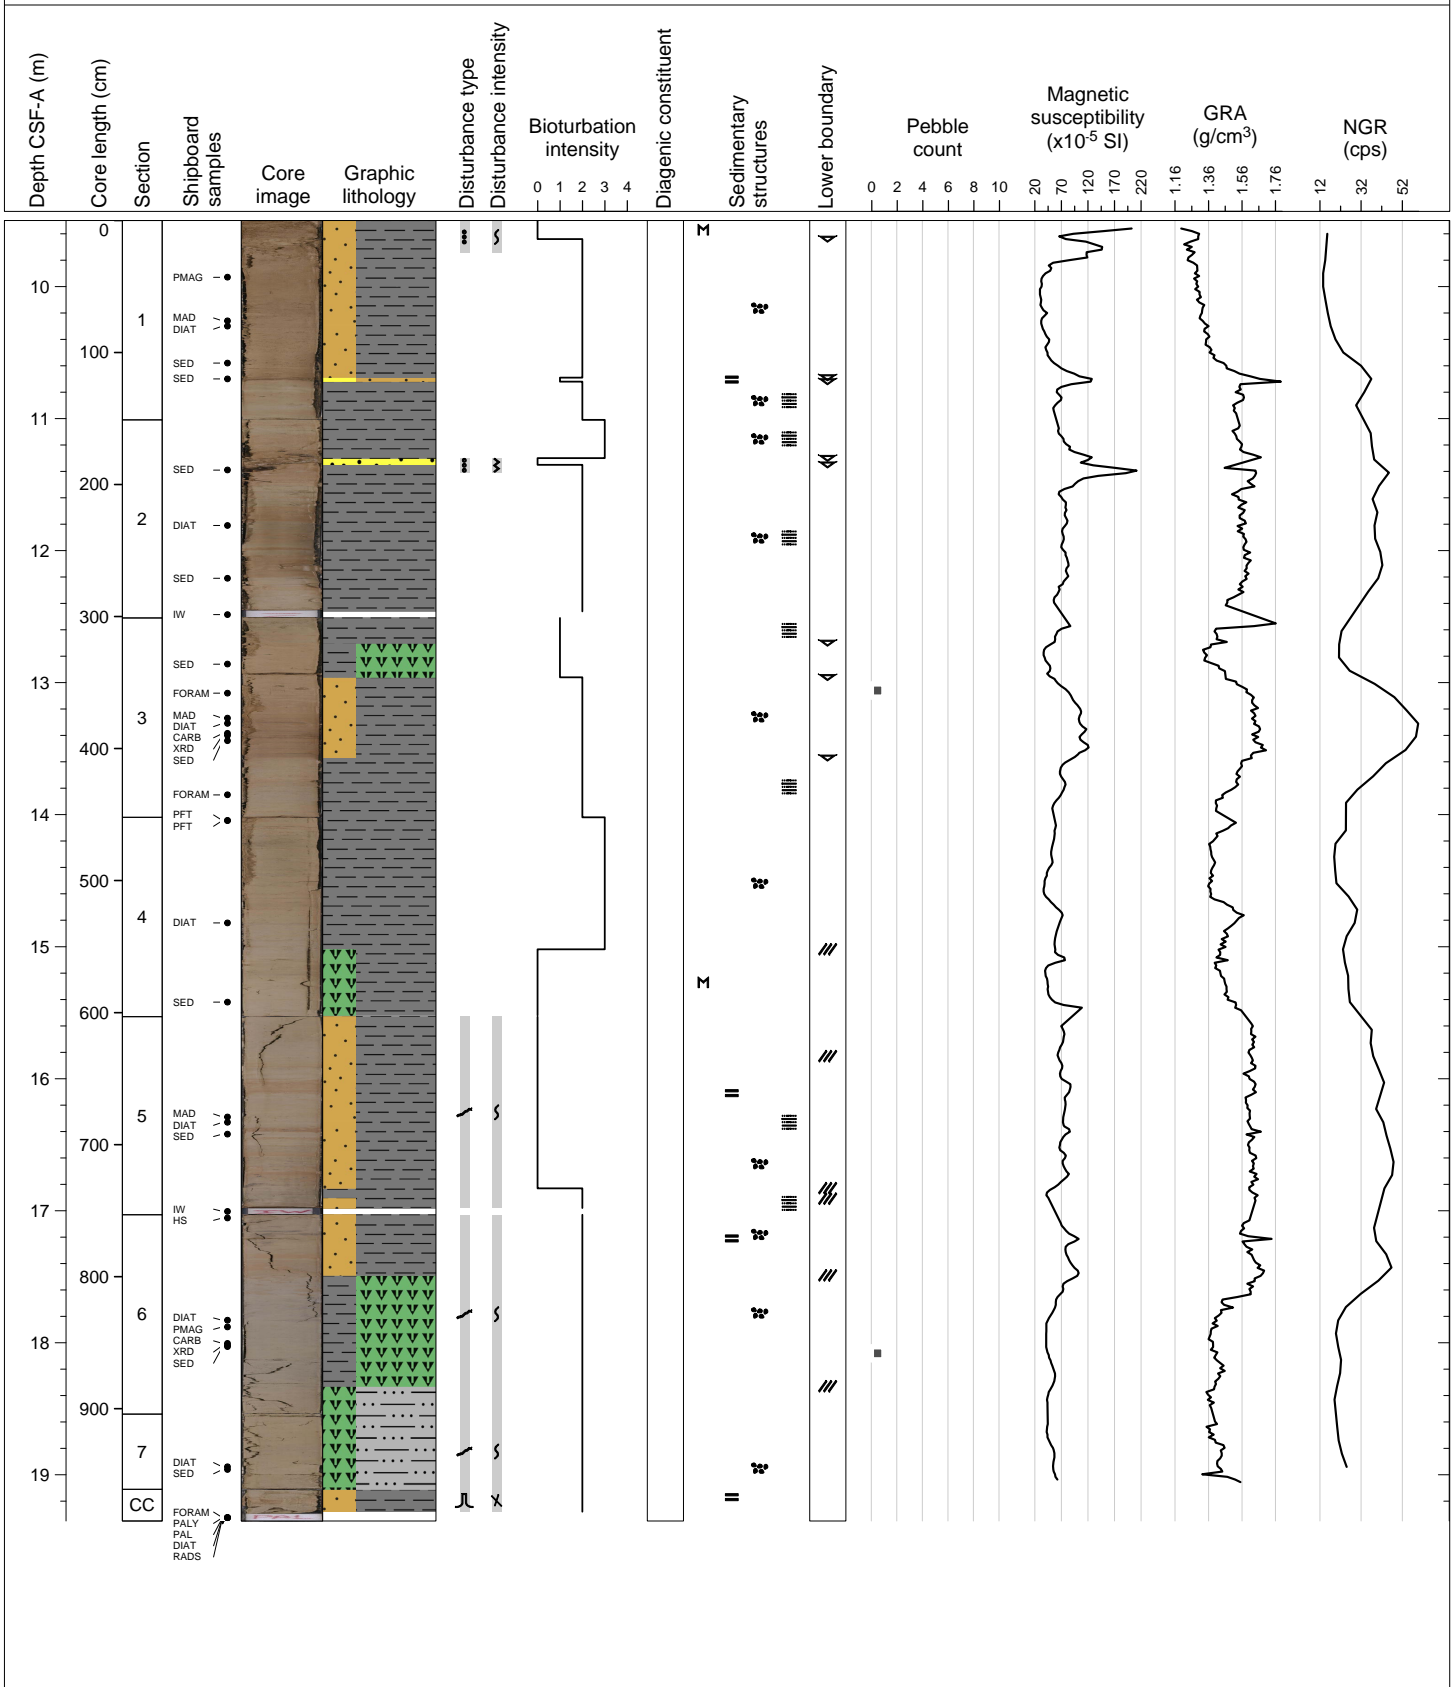 Depth CSF-A (m)
Core length (cm)
Section
Shipboard
samples
Core
image
Graphic
lithology
Disturbance type
Disturbance intensity
Bioturbation
intensity
0 1 2 3 4
Diagenic constituent
Sedimentary
structures
Lower boundary
Pebble
count
0 2 4 6 8 10
Magnetic
susceptibility
(x10-5 SI)
20 70 120 170 220
GRA
(g/cm3)
1.16 1.36 1.56 1.76
NGR
(cps)
12 32 52
0
M
PMAG
10
MAD
1
DIAT
100
SED
SED
11
SED
200
2
DIAT
12
SED
IW
300
SED
13
FORAM
MAD
3
DIAT
CARB
400
XRD
SED
FORAM
14
PFT
PFT
500
4
DIAT
15
M
SED
600
16
MAD
5
DIAT
SED
700
17
IW
HS
800
6
DIAT
PMAG
18
CARB
XRD
SED
900
7
DIAT
19
SED
CC
FORAM
PALY
PAL
DIAT
RADS